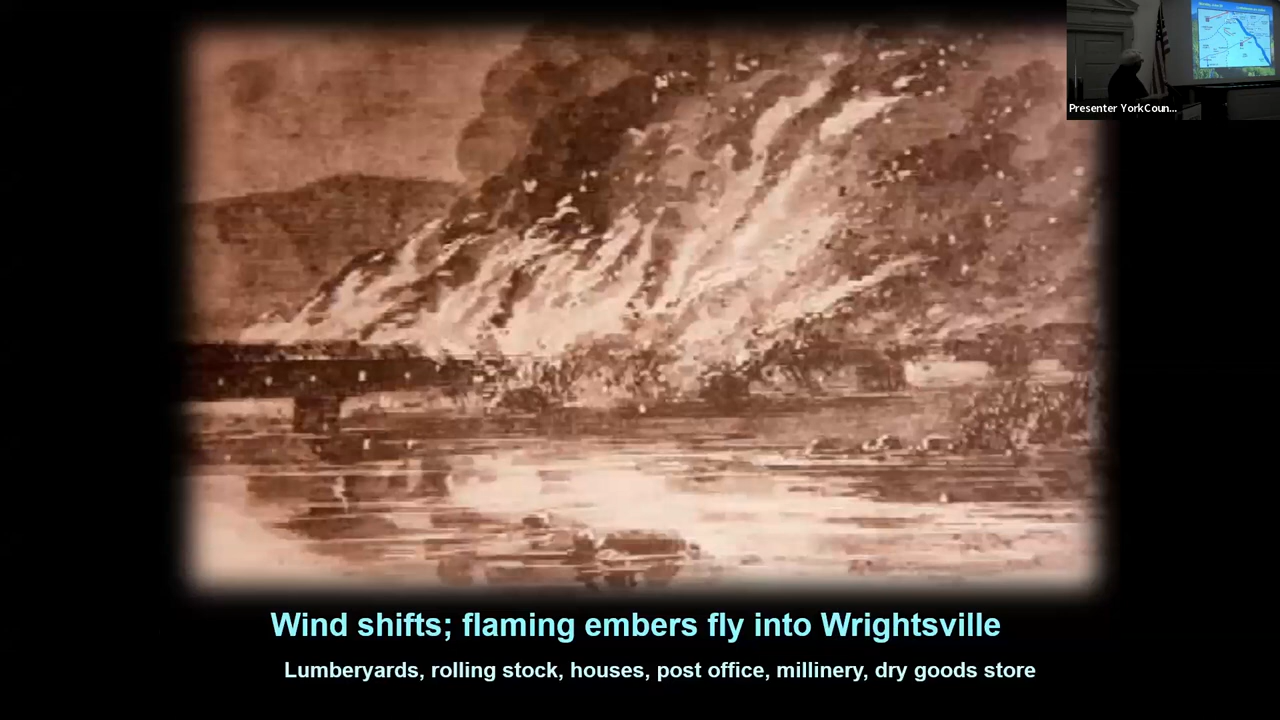 Presenter YorkCoun...
Wind shifts; flaming embers fly into Wrightsville
Lumberyards, rolling stock, houses, post office, millinery, dry goods store